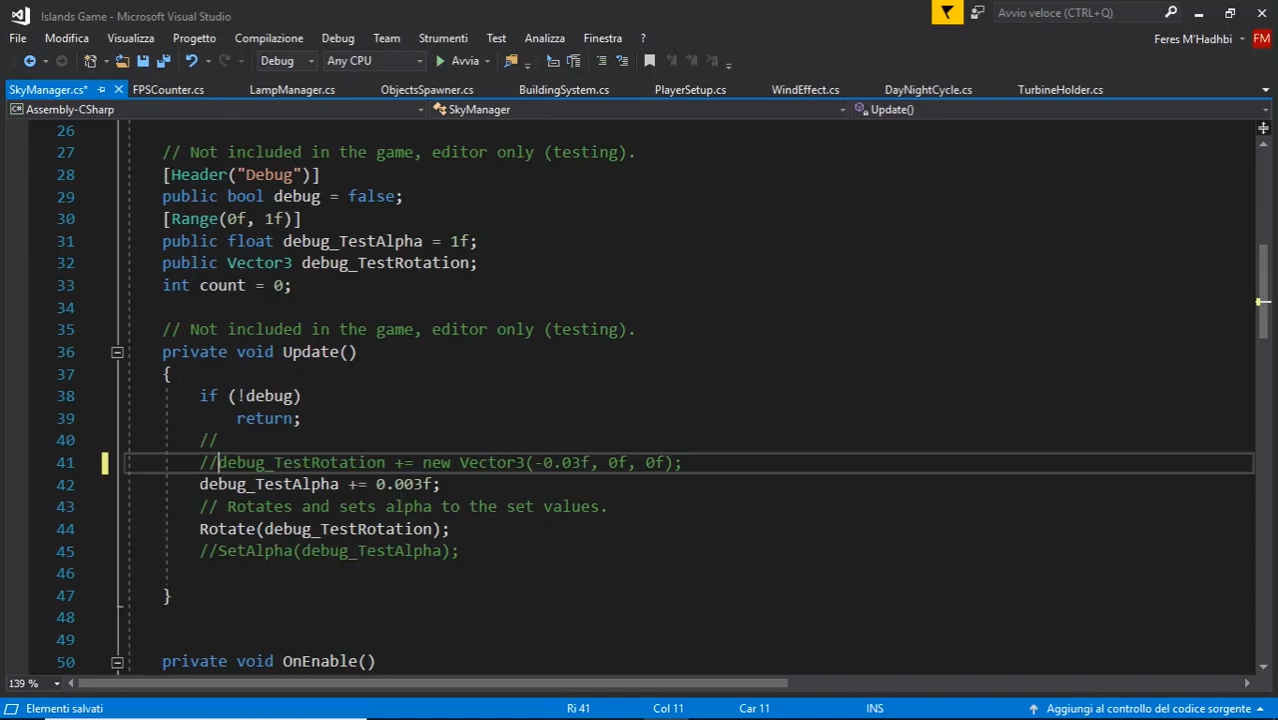 Islands Game - Microsoft Visual Studio
Avvio veloce (CTRL+Q)
File Modifica Visualizza Progetto Compilazione Debug Team Strumenti Test Analizza Finestra ?
Feres M'Hadhbi FM
Debug Any CPU Avvia
SkyManager.cs* FPSCounter.cs LampManager.cs ObjectsSpawner.cs BuildingSystem.cs PlayerSetup.cs WindEffect.cs DayNightCycle.cs TurbineHolder.cs
Assembly-CSharp SkyManager Update()
26
27 // Not included in the game, editor only (testing).
28 [Header("Debug")]
29 public bool debug = false;
30 [Range(0f, 1f)]
31 public float debug_TestAlpha = 1f;
32 public Vector3 debug_TestRotation;
33 int count = 0;
34
35 // Not included in the game, editor only (testing).
36 private void Update()
37 {
38 if (!debug)
39 return;
40 //
41 //debug_TestRotation += new Vector3(-0.03f, 0f, 0f);
42 debug_TestAlpha += 0.003f;
43 // Rotates and sets alpha to the set values.
44 Rotate(debug_TestRotation);
45 //SetAlpha(debug_TestAlpha);
46
47 }
48
49
50 private void OnEnable()
139 %
Elementi salvati Ri 41 Col 11 Car 11 INS Aggiungi al controllo del codice sorgente